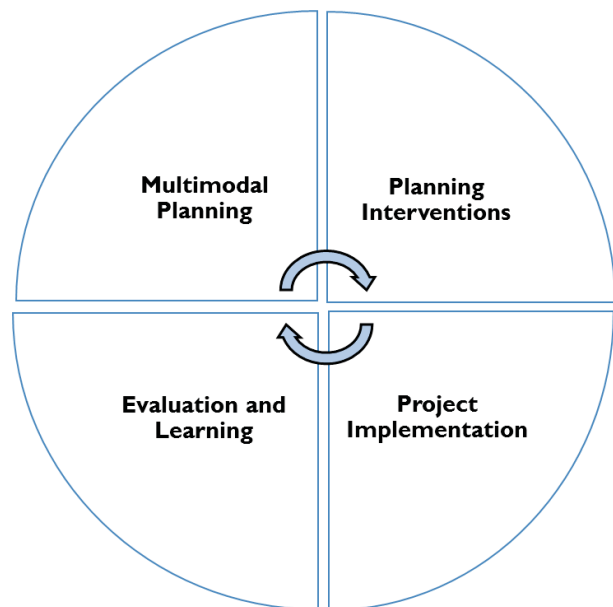 Multimodal
Planning
Planning
Interventions
Evaluation and
Learning
Project
Implementation